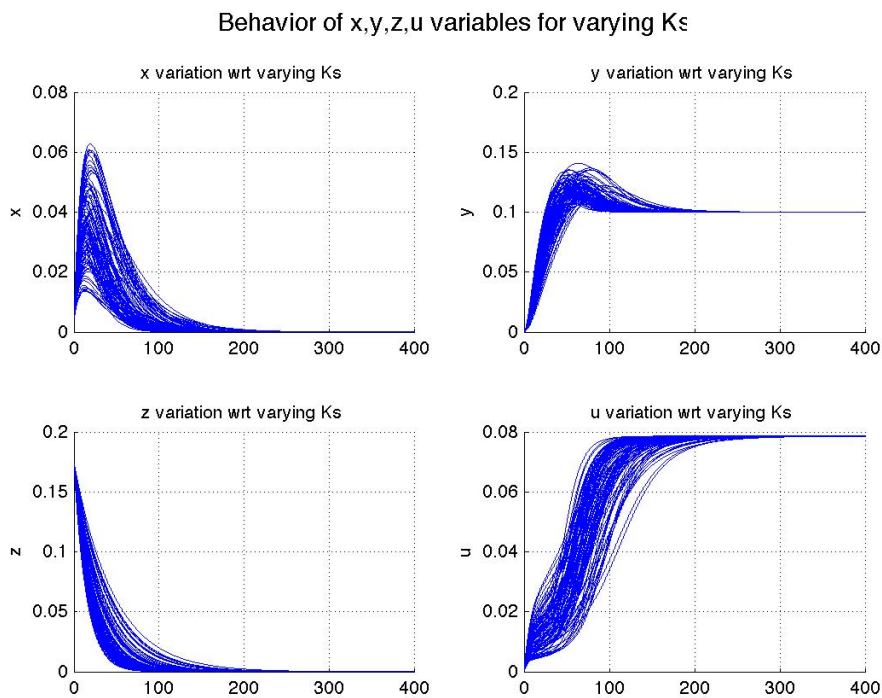 Behavior of x,y,z,u variables for varying Ks
x variation wrt varying Ks
0.08
0.06
0.04
0.02
0
x
0 100 200 300 400
y variation wrt varying Ks
0.2
0.15
0.1
0.05
0
y
0 100 200 300 400
z variation wrt varying Ks
0.2
0.15
0.1
0.05
0
z
0 100 200 300 400
u variation wrt varying Ks
0.08
0.06
0.04
0.02
0
u
0 100 200 300 400